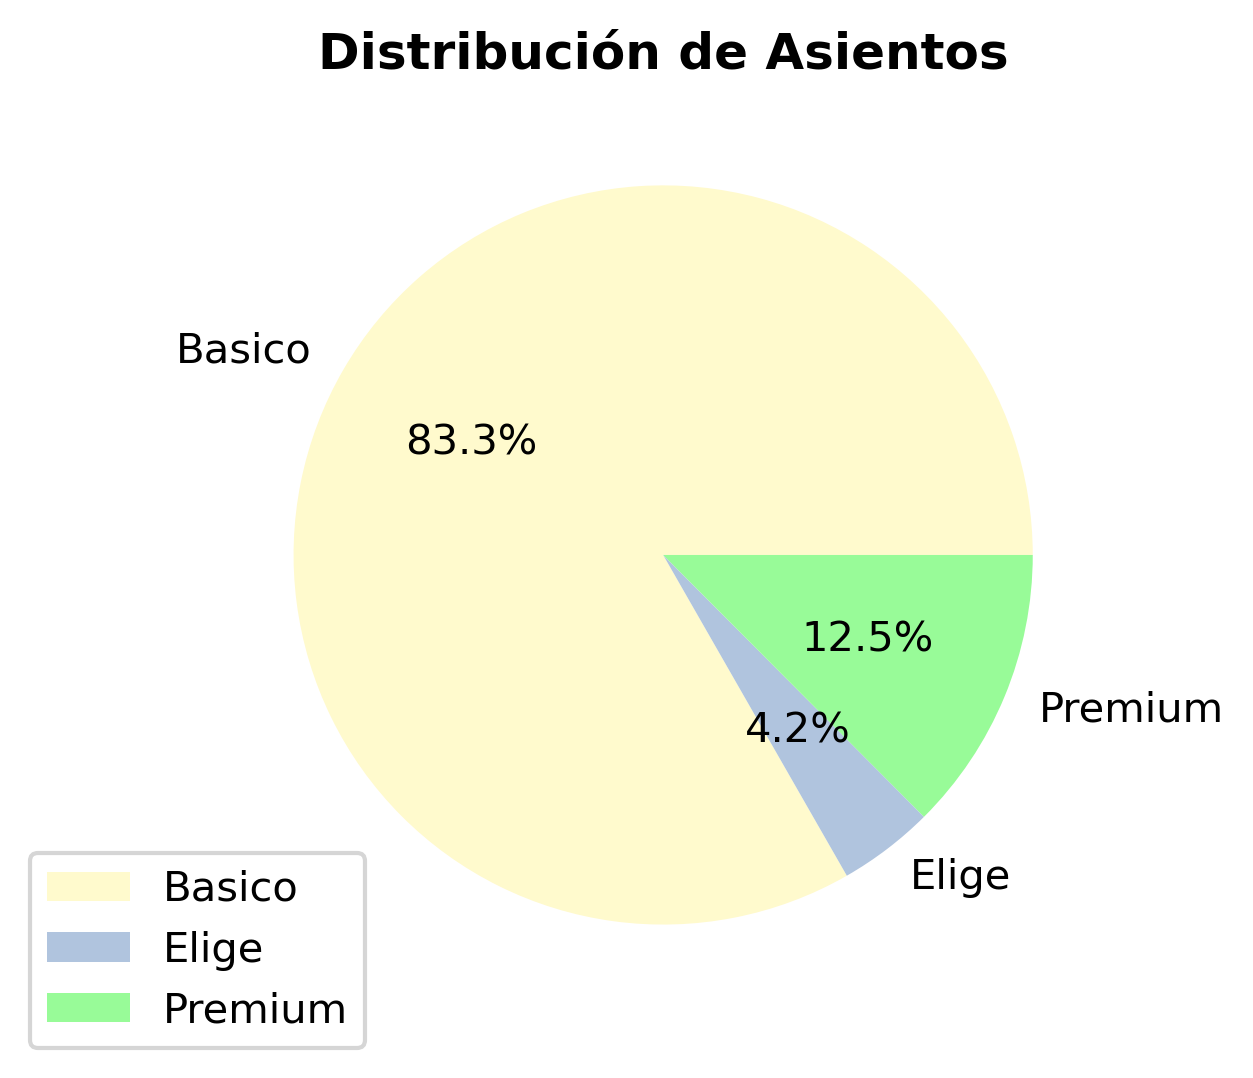 Distribución de Asientos
Basico
83.3%
12.5%
Premium
4.2%
Elige
Basico
Elige
Premium